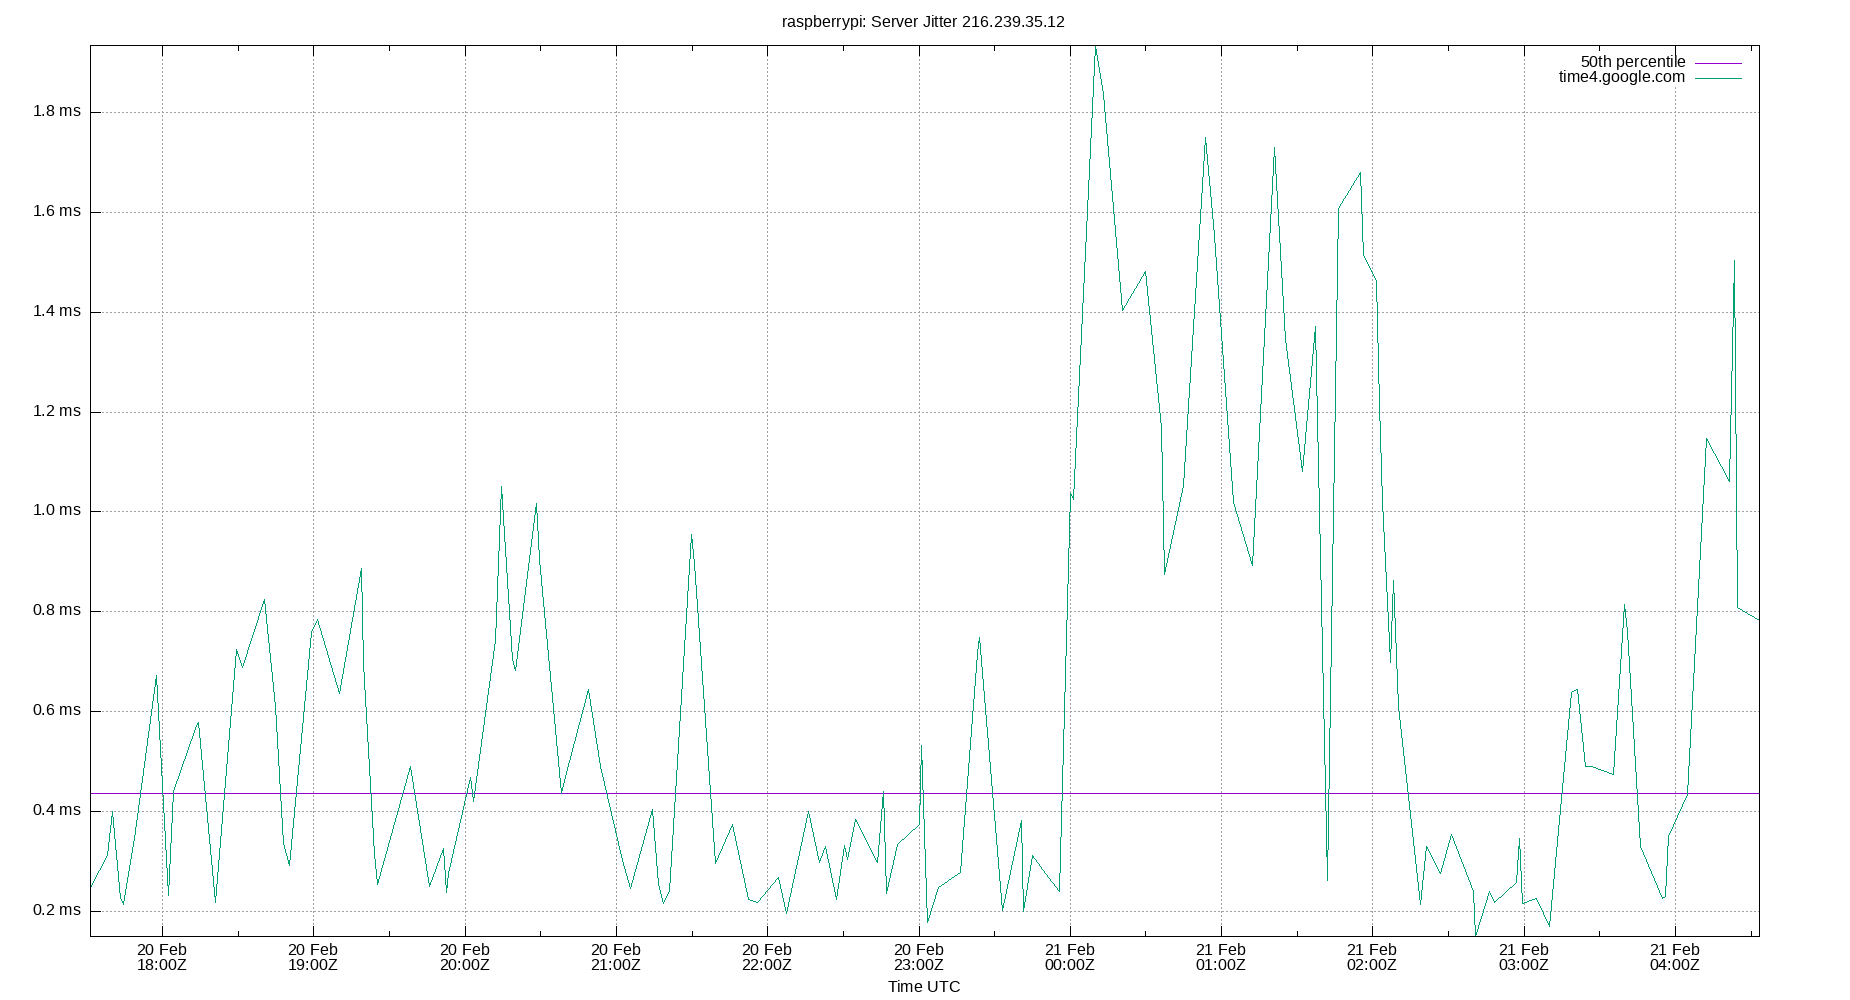 raspberrypi: Server Jitter 216.239.35.12
50th percentile
time4.google.com
1.8 ms
1.6 ms
1.4 ms
1.2 ms
1.0 ms
0.8 ms
0.6 ms
0.4 ms
0.2 ms
20 Feb 20 Feb 20 Feb 20 Feb 20 Feb 20 Feb 21 Feb 21 Feb 21 Feb 21 Feb 21 Feb
18:00Z 19:00Z 20:00Z 21:00Z 22:00Z 23:00Z 00:00Z 01:00Z 02:00Z 03:00Z 04:00Z
Time UTC